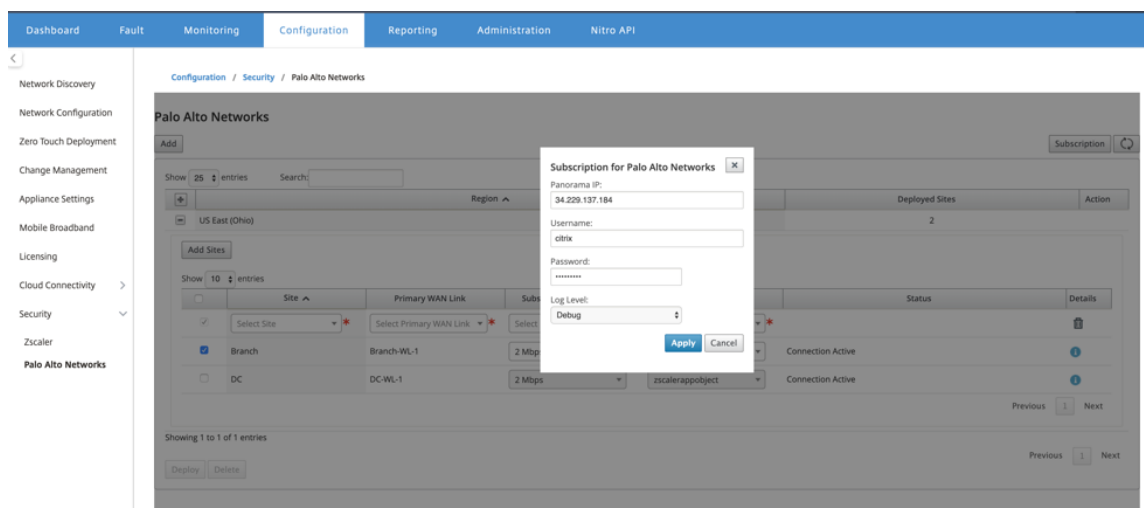 Dashboard Fault Monitoring Configuration Reporting Administration Nitro API
Network Discovery
Network Configuration
Zero Touch Deployment
Change Management
Appliance Settings
Mobile Broadband
Licensing
Cloud Connectivity
Security
Zscaler
Palo Alto Networks
Configuration / Security / Palo Alto Networks
Palo Alto Networks
Add Subscription
Show 25 entries Search:
Region Deployed Sites Action
US East (Ohio) 2
Add Sites
Show 10 entries
Site Primary WAN Link Subs Status Details
Select Site * Select Primary WAN Link * Select *
Branch Branch-WL-1 2 Mbp Connection Active
DC DC-WL-1 2 Mbps zscalerappobject Connection Active
Previous 1 Next
Showing 1 to 1 of 1 entries
Previous 1 Next
Deploy Delete
Subscription for Palo Alto Networks
Panorama IP:
34.229.137.184
Username:
citrix
Password:
•••••••••
Log Level:
Debug
Apply Cancel